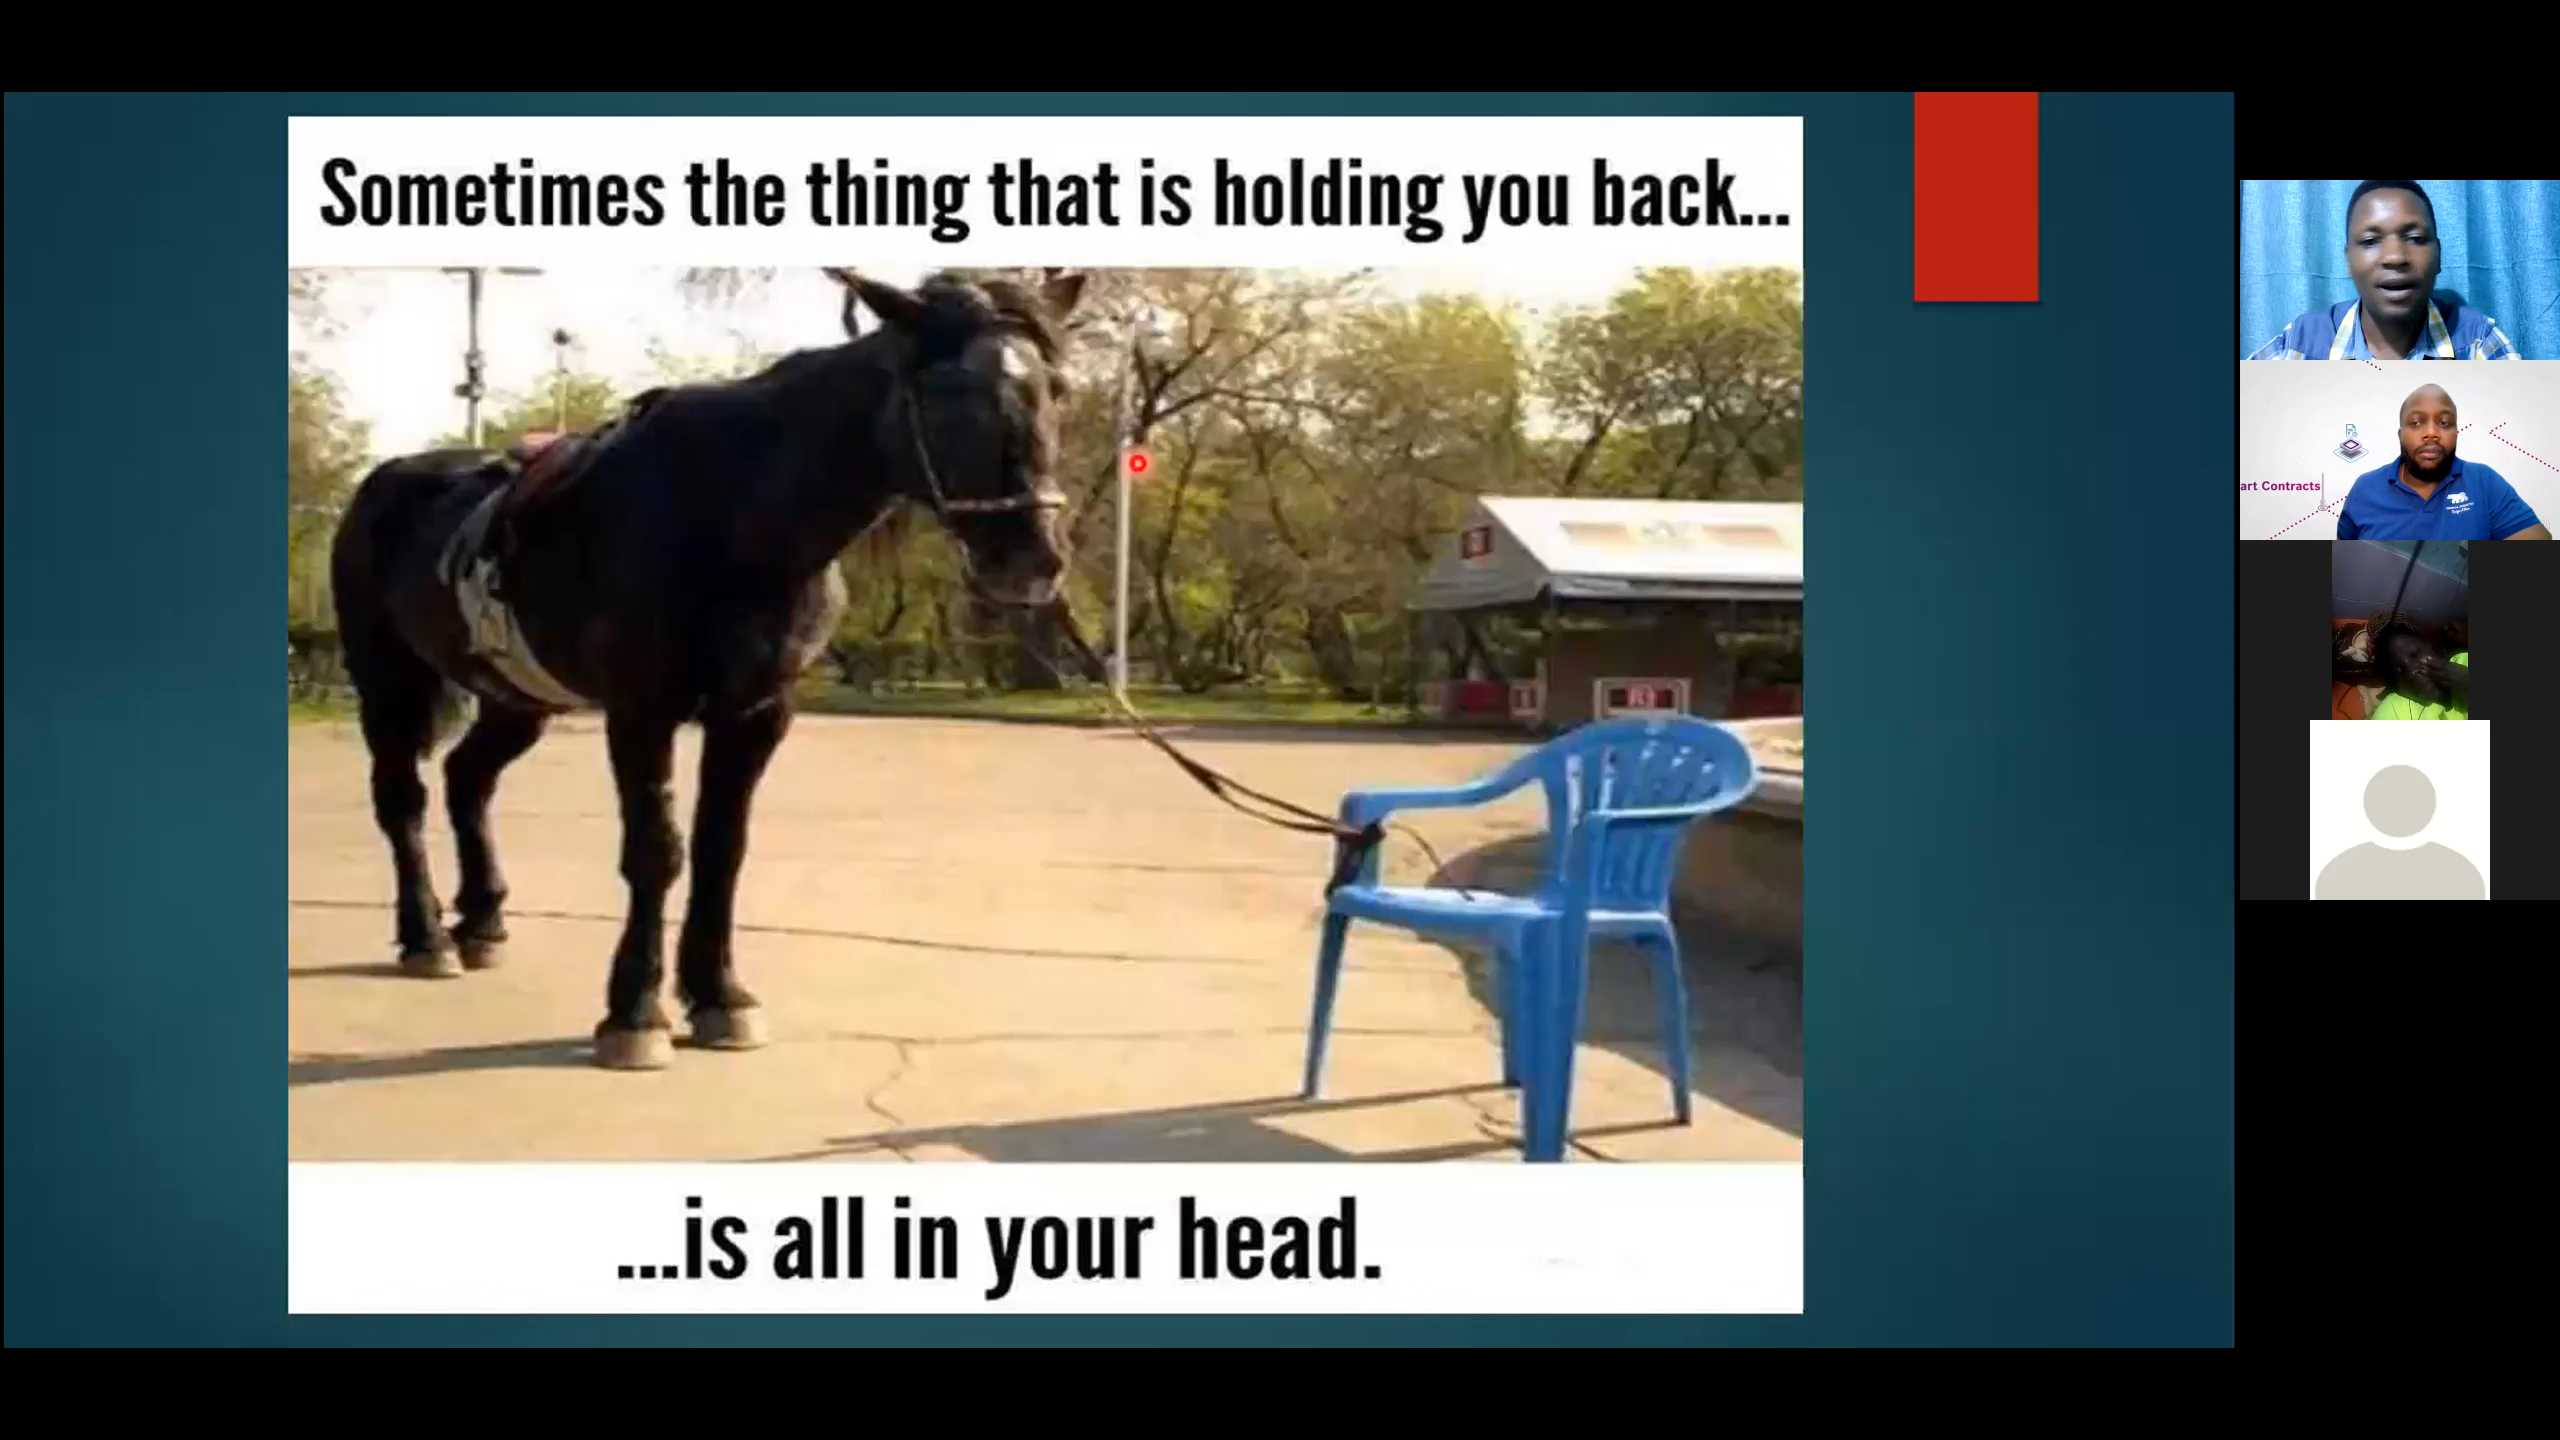 Sometimes the thing that is holding you back...
art Contracts
...is all in your head.